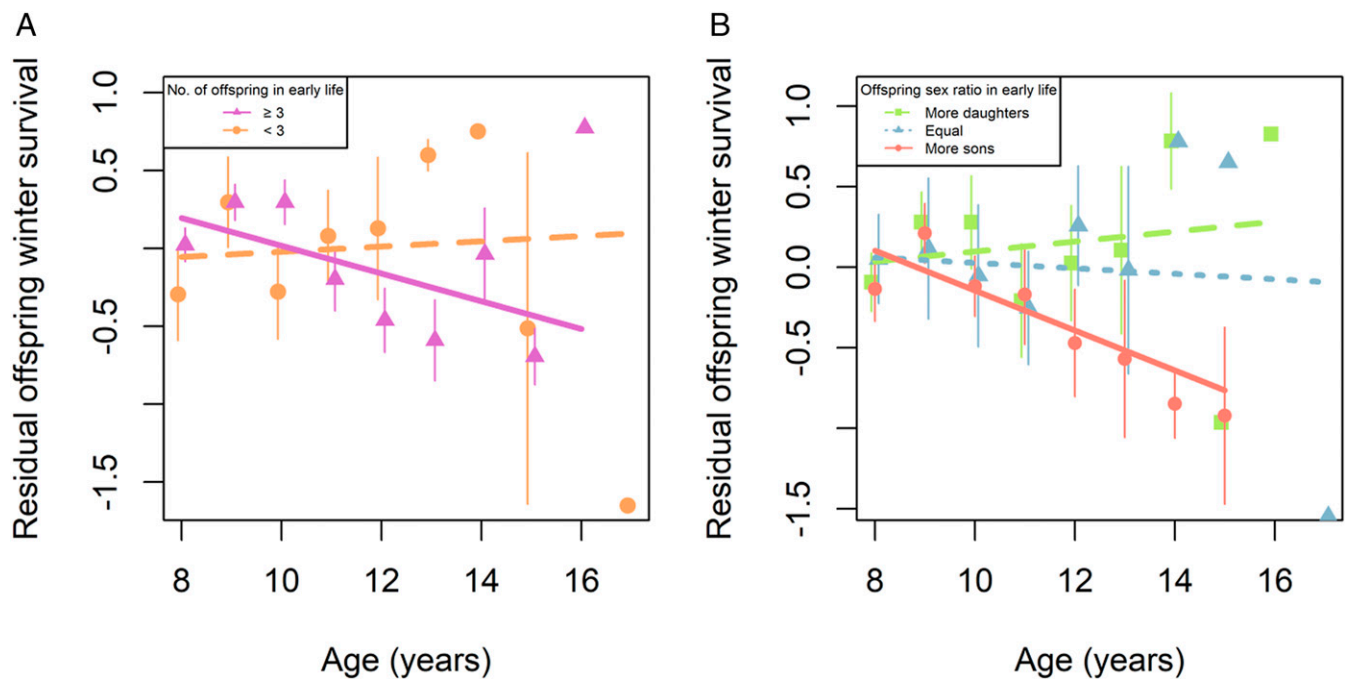 A
Residual offspring winter survival
1.0
0.5
-0.5
-1.5
No. of offspring in early life
≥ 3
< 3
8 10 12 14 16
Age (years)
B
Residual offspring winter survival
1.0
0.5
0.0
-0.5
-1.5
Offspring sex ratio in early life
More daughters
Equal
More sons
8 10 12 14 16
Age (years)